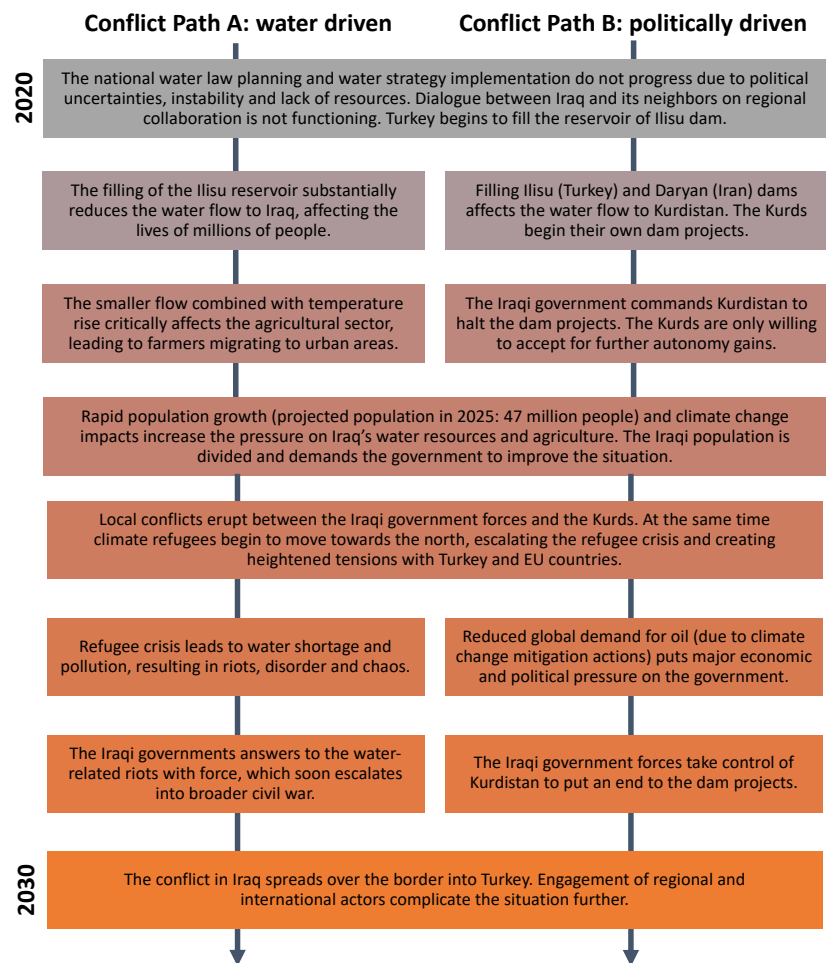 Conflict Path A: water driven
Conflict Path B: politically driven
2020
The national water law planning and water strategy implementation do not progress due to political
uncertainties, instability and lack of resources. Dialogue between Iraq and its neighbors on regional
collaboration is not functioning. Turkey begins to fill the reservoir of Ilisu dam.
The filling of the Ilisu reservoir substantially
reduces the water flow to Iraq, affecting the
lives of millions of people.
Filling Ilisu (Turkey) and Daryan (Iran) dams
affects the water flow to Kurdistan. The Kurds
begin their own dam projects.
The smaller flow combined with temperature
rise critically affects the agricultural sector,
leading to farmers migrating to urban areas.
The Iraqi government commands Kurdistan to
halt the dam projects. The Kurds are only willing
to accept for further autonomy gains.
Rapid population growth (projected population in 2025: 47 million people) and climate change
impacts increase the pressure on Iraq’s water resources and agriculture. The Iraqi population is
divided and demands the government to improve the situation.
Local conflicts erupt between the Iraqi government forces and the Kurds. At the same time
climate refugees begin to move towards the north, escalating the refugee crisis and creating
heightened tensions with Turkey and EU countries.
Refugee crisis leads to water shortage and
pollution, resulting in riots, disorder and chaos.
Reduced global demand for oil (due to climate
change mitigation actions) puts major economic
and political pressure on the government.
The Iraqi governments answers to the water-
related riots with force, which soon escalates
into broader civil war.
The Iraqi government forces take control of
Kurdistan to put an end to the dam projects.
2030
The conflict in Iraq spreads over the border into Turkey. Engagement of regional and
international actors complicate the situation further.